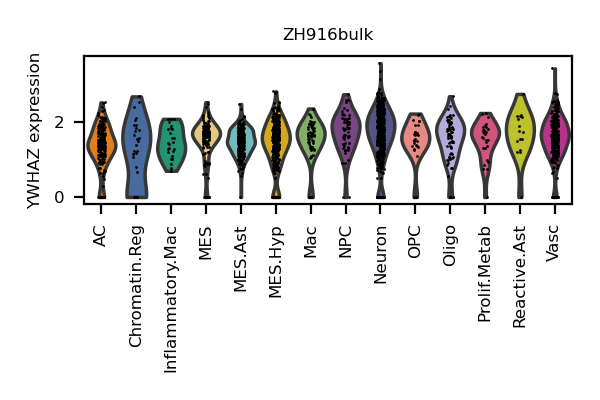 ZH916bulk
YWHAZ expression
2
0
AC
Chromatin.Reg
Inflammatory.Mac
MES
MES.Ast
MES.Hyp
Mac
NPC
Neuron
OPC
Oligo
Prolif.Metab
Reactive.Ast
Vasc